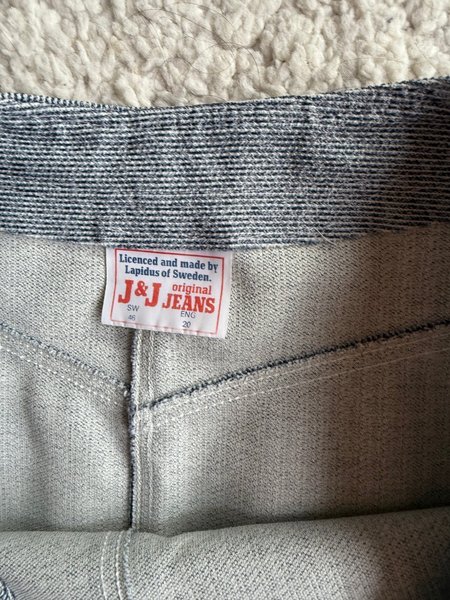 Licenced and made by
Lapidus of Sweden.
J&J original JEANS
SW ENG
46 20